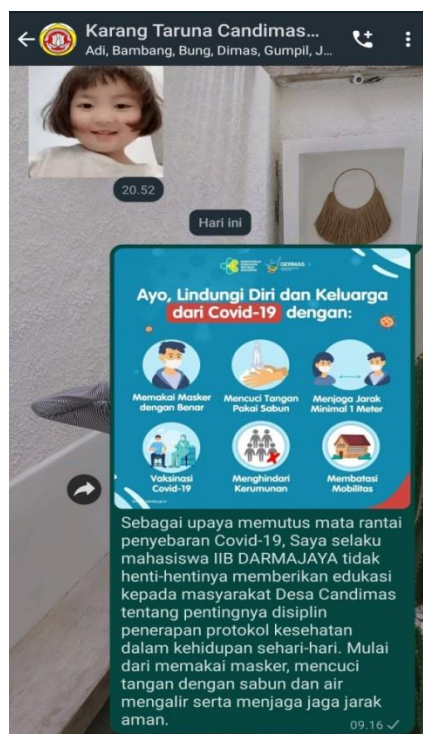 Karang Taruna Candimas...
Adi, Bambang, Bung, Dimas, Gumpil, J...
20.52
Hari ini
GERMAS
Ayo, Lindungi Diri dan Keluarga
dari Covid-19 dengan:
Memakai Masker
dengan Benar
Mencuci Tangan
Pakai Sabun
Menjaga Jarak
Minimal 1 Meter
Vaksinasi
Covid-19
Menghindari
Kerumunan
Membatasi
Mobilitas
Sebagai upaya memutus mata rantai
penyebaran Covid-19, Saya selaku
mahasiswa IIB DARMAJAYA tidak
henti-hentinya memberikan edukasi
kepada masyarakat Desa Candimas
tentang pentingnya disiplin
penerapan protokol kesehatan
dalam kehidupan sehari-hari. Mulai
dari memakai masker, mencuci
tangan dengan sabun dan air
mengalir serta menjaga jaga jarak
aman.
09.16